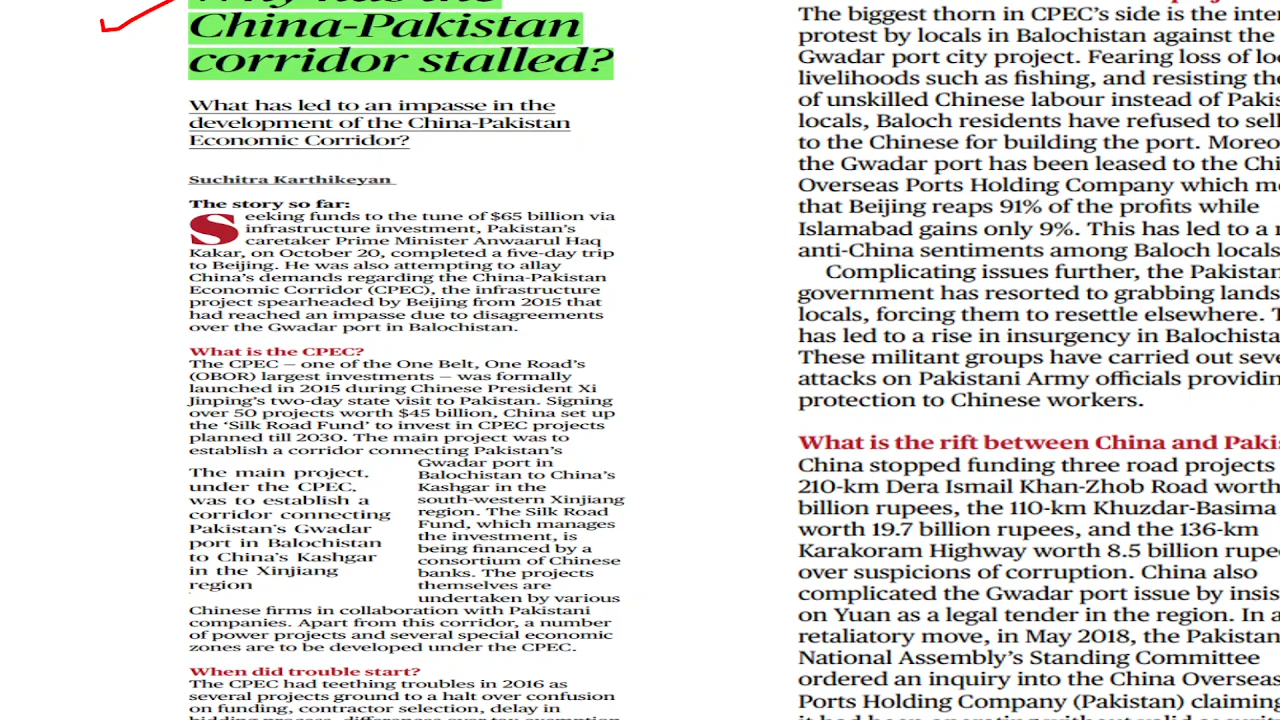 Why has the
China-Pakistan
corridor stalled?
What has led to an impasse in the
development of the China-Pakistan
Economic Corridor?
Suchitra Karthikeyan
The story so far:
Seeking funds to the tune of $65 billion via
infrastructure investment, Pakistan's
caretaker Prime Minister Anwaarul Haq
Kakar, on October 20, completed a five-day trip
to Beijing. He was also attempting to allay
China's demands regarding the China-Pakistan
Economic Corridor (CPEC), the infrastructure
project spearheaded by Beijing from 2015 that
had reached an impasse due to disagreements
over the Gwadar port in Balochistan.
What is the CPEC?
The CPEC — one of the One Belt, One Road's
(OBOR) largest investments — was formally
launched in 2015 during Chinese President Xi
Jinping's two-day state visit to Pakistan. Signing
over 50 projects worth $45 billion, China set up
the 'Silk Road Fund' to invest in CPEC projects
planned till 2030. The main project was to
establish a corridor connecting Pakistan's
Gwadar port in
Balochistan to China's
Kashgar in the
south-western Xinjiang
region. The Silk Road
Fund, which manages
the investment, is
being financed by a
consortium of Chinese
banks. The projects
themselves are
undertaken by various
The main project,
under the CPEC,
was to establish a
corridor connecting
Pakistan's Gwadar
port in Balochistan
to China's Kashgar
in the Xinjiang
region
Chinese firms in collaboration with Pakistani
companies. Apart from this corridor, a number
of power projects and several special economic
zones are to be developed under the CPEC.
When did trouble start?
The CPEC had teething troubles in 2016 as
several projects ground to a halt over confusion
on funding, contractor selection, delay in
The biggest thorn in CPEC's side is the
protest by locals in Balochistan against the
Gwadar port city project. Fearing loss of
livelihoods such as fishing, and resisting
of unskilled Chinese labour instead of
locals, Baloch residents have refused to
to the Chinese for building the port.
the Gwadar port has been leased to the
Overseas Ports Holding Company which
that Beijing reaps 91% of the profits while
Islamabad gains only 9%. This has led to a
anti-China sentiments among Baloch locals
Complicating issues further, the Pakistan
government has resorted to grabbing lands
locals, forcing them to resettle elsewhere.
has led to a rise in insurgency in
These militant groups have carried out
attacks on Pakistani Army officials
protection to Chinese workers.
What is the rift between China and
China stopped funding three road projects
210-km Dera Ismail Khan-Zhob Road worth
billion rupees, the 110-km Khuzdar-Basima
worth 19.7 billion rupees, and the 136-km
Karakoram Highway worth 8.5 billion
over suspicions of corruption. China also
complicated the Gwadar port issue by
on Yuan as a legal tender in the region. In a
retaliatory move, in May 2018, the Pakistan
National Assembly's Standing Committee
ordered an inquiry into the China Overseas
Ports Holding Company (Pakistan)